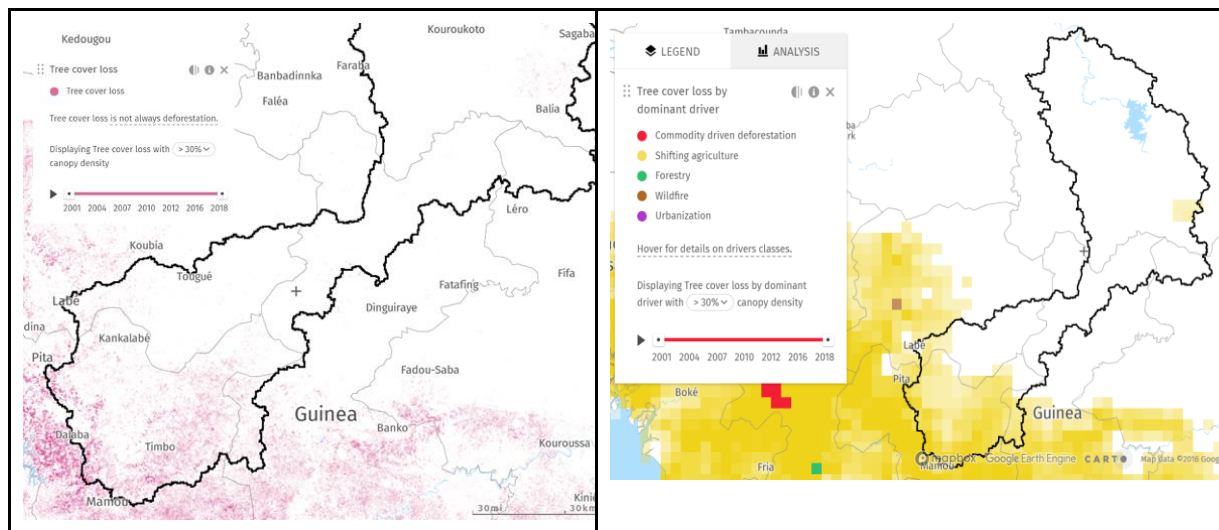 Kedougou
Kouroukoto
Sagaba
Tree cover loss
Faraba
Banbadinnka
Tree cover loss
Faléa
Balia
Tree cover loss is not always deforestation.
Displaying Tree cover loss with > 30%
canopy density
2001 2004 2007 2010 2012 2016 2018
Léro
Koubia
Tougué
Fifa
Fatafing
Labé
Dinguiraye
Kankalabé
Pita
Fadou-Saba
Guinea
Dalaba
Timbo
Banko
Kouroussa
Mamou
30mi
30km
Tambacounda
LEGEND ANALYSIS
Tree cover loss by
dominant driver
Commodity driven deforestation
Shifting agriculture
Forestry
Wildfire
Urbanization
Hover for details on drivers classes.
Displaying Tree cover loss by dominant
driver with > 30% canopy density
2001 2004 2007 2010 2012 2016 2018
Labé
Pita
Boké
Guinea
Fria
Mamou
mapbox Google Earth Engine CARTO Map data ©2016 Goog